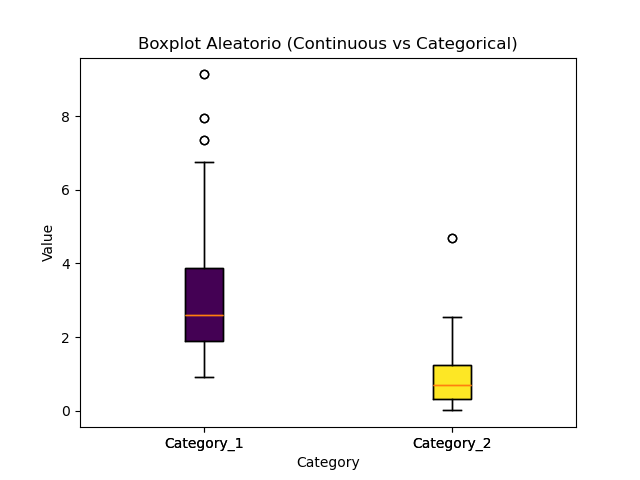 Boxplot Aleatorio (Continuous vs Categorical)
Value
8
6
4
2
0
Category_1
Category_2
Category